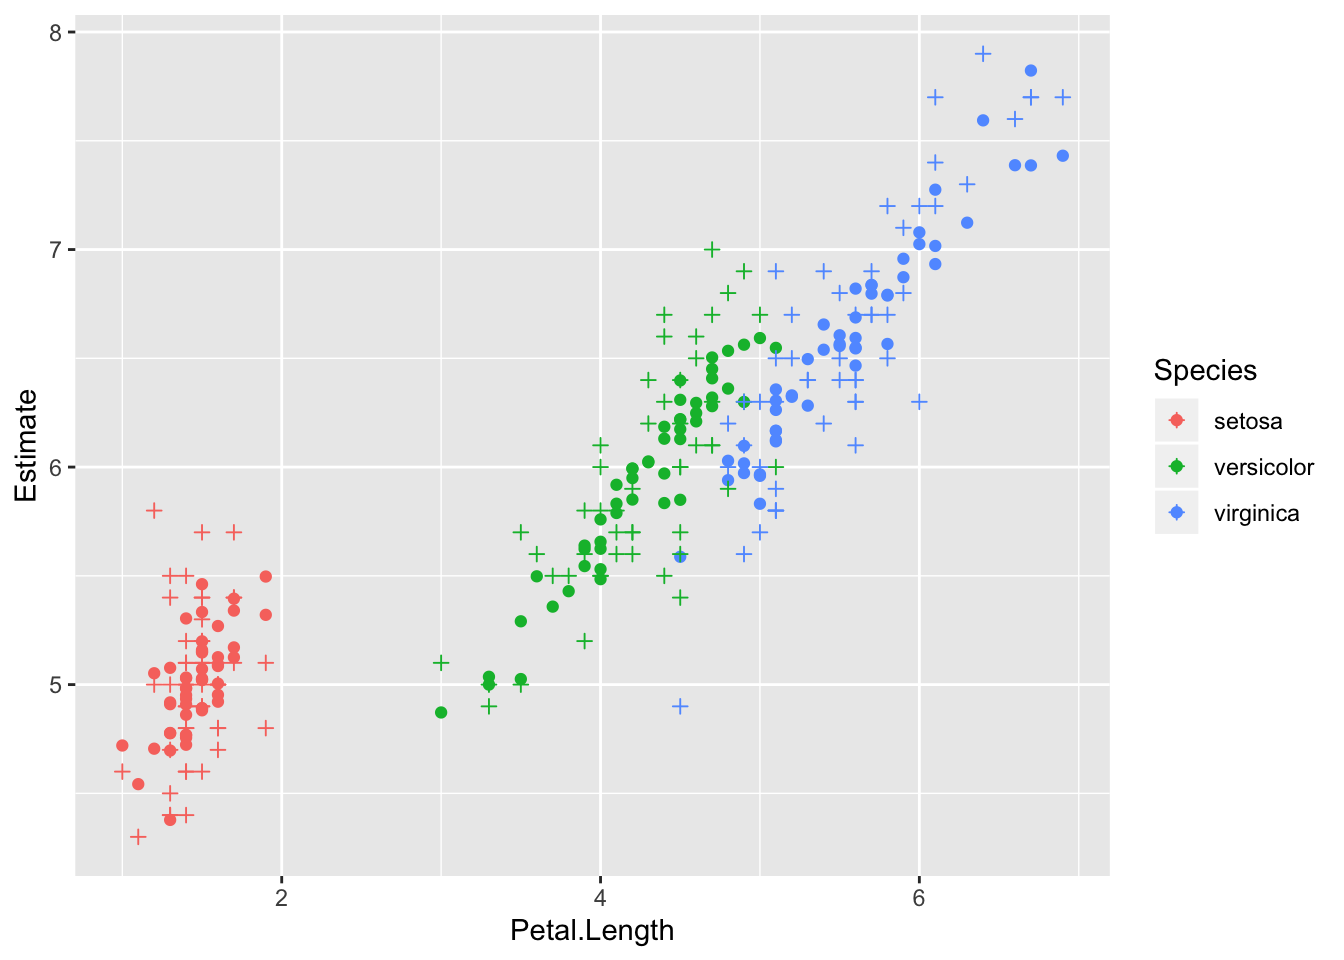 8
7
6
5
Estimate
2
4
6
Petal.Length
Species
setosa
versicolor
virginica